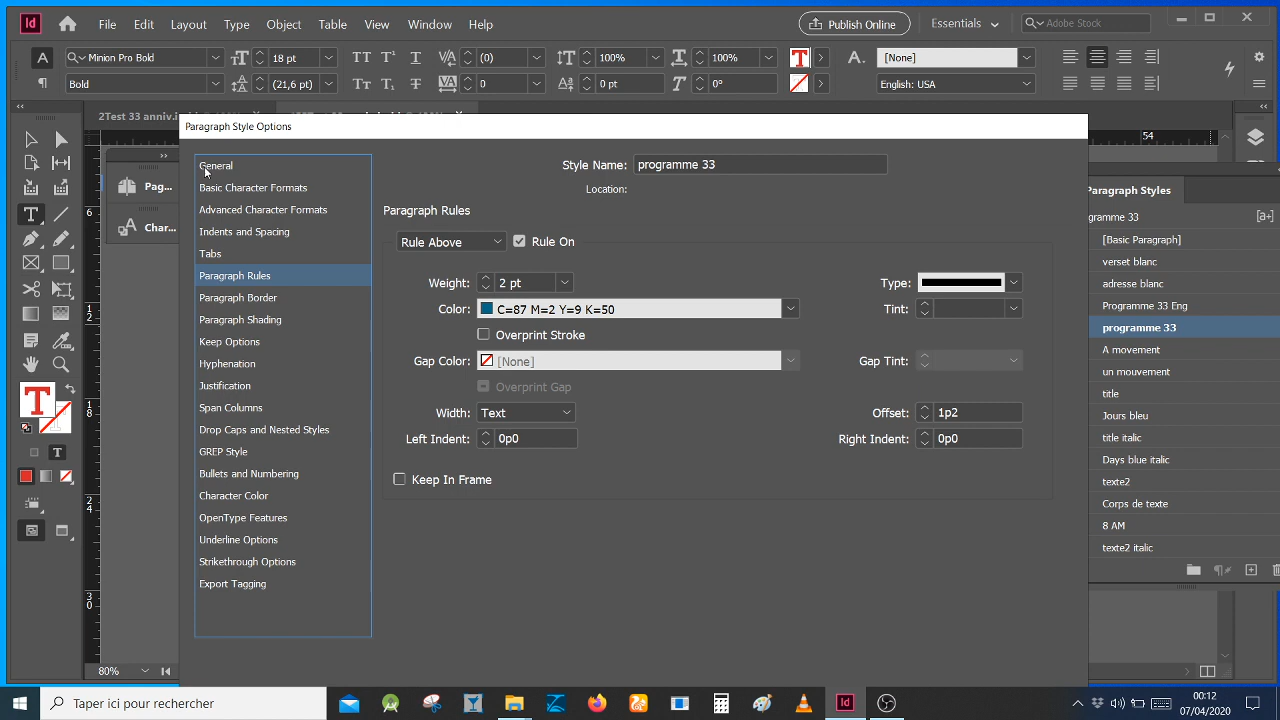 Id File Edit Layout Type Object Table View Window Help Publish Online Essentials Adobe Stock
A Minion Pro Bold 18 pt TT (0) 100% 100% T A. [None]
¶ Bold (21,6 pt) Tt 0 0 pt 0° English: USA
2Test 33 anniv.i
Paragraph Style Options
54
General
Basic Character Formats
Advanced Character Formats
Indents and Spacing
Tabs
Paragraph Rules
Paragraph Border
Paragraph Shading
Keep Options
Hyphenation
Justification
Span Columns
Drop Caps and Nested Styles
GREP Style
Bullets and Numbering
Character Color
OpenType Features
Underline Options
Strikethrough Options
Export Tagging
Style Name: programme 33
Location:
Paragraph Rules
Rule Above Rule On
Weight: 2 pt Type:
Color: C=87 M=2 Y=9 K=50 Tint:
Overprint Stroke
Gap Color: [None] Gap Tint:
Overprint Gap
Width: Text Offset: 1p2
Left Indent: 0p0 Right Indent: 0p0
Keep In Frame
Pag...
Char...
6
12
18
24
30
Paragraph Styles
gramme 33
[Basic Paragraph]
verset blanc
adresse blanc
Programme 33 Eng
programme 33
A movement
un mouvement
title
Jours bleu
title italic
Days blue italic
texte2
Corps de texte
8 AM
texte2 italic
80%
Taper ici pour rechercher
00:12
07/04/2020